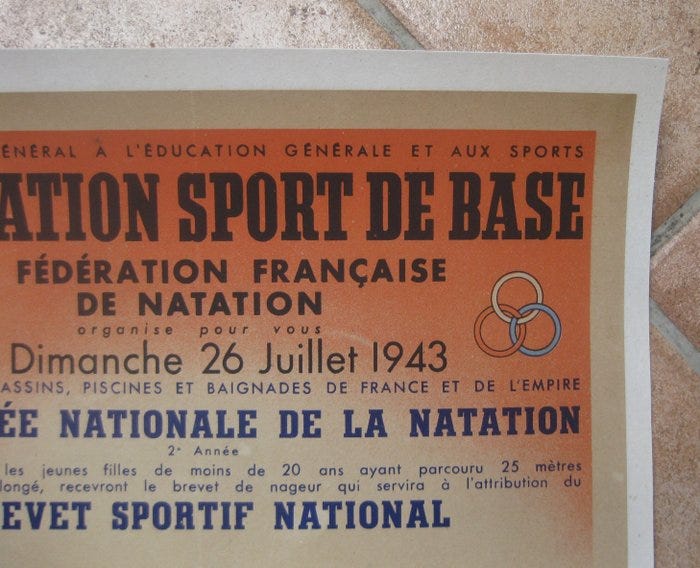 ÉNÉRAL A L'ÉDUCATION GÉNÉRALE ET AUX SPORTS
ATION SPORT DE BASE
FÉDÉRATION FRANÇAISE
DE NATATION
organise pour vous
Dimanche 26 Juillet 1943
ASSINS, PISCINES ET BAIGNADES DE FRANCE ET DE L'EMPIRE
ÉE NATIONALE DE LA NATATION
2e Année
les jeunes filles de moins de 20 ans ayant parcouru 25 mètres
longé, recevront le brevet de nageur qui servira à l'attribution du
EVET SPORTIF NATIONAL